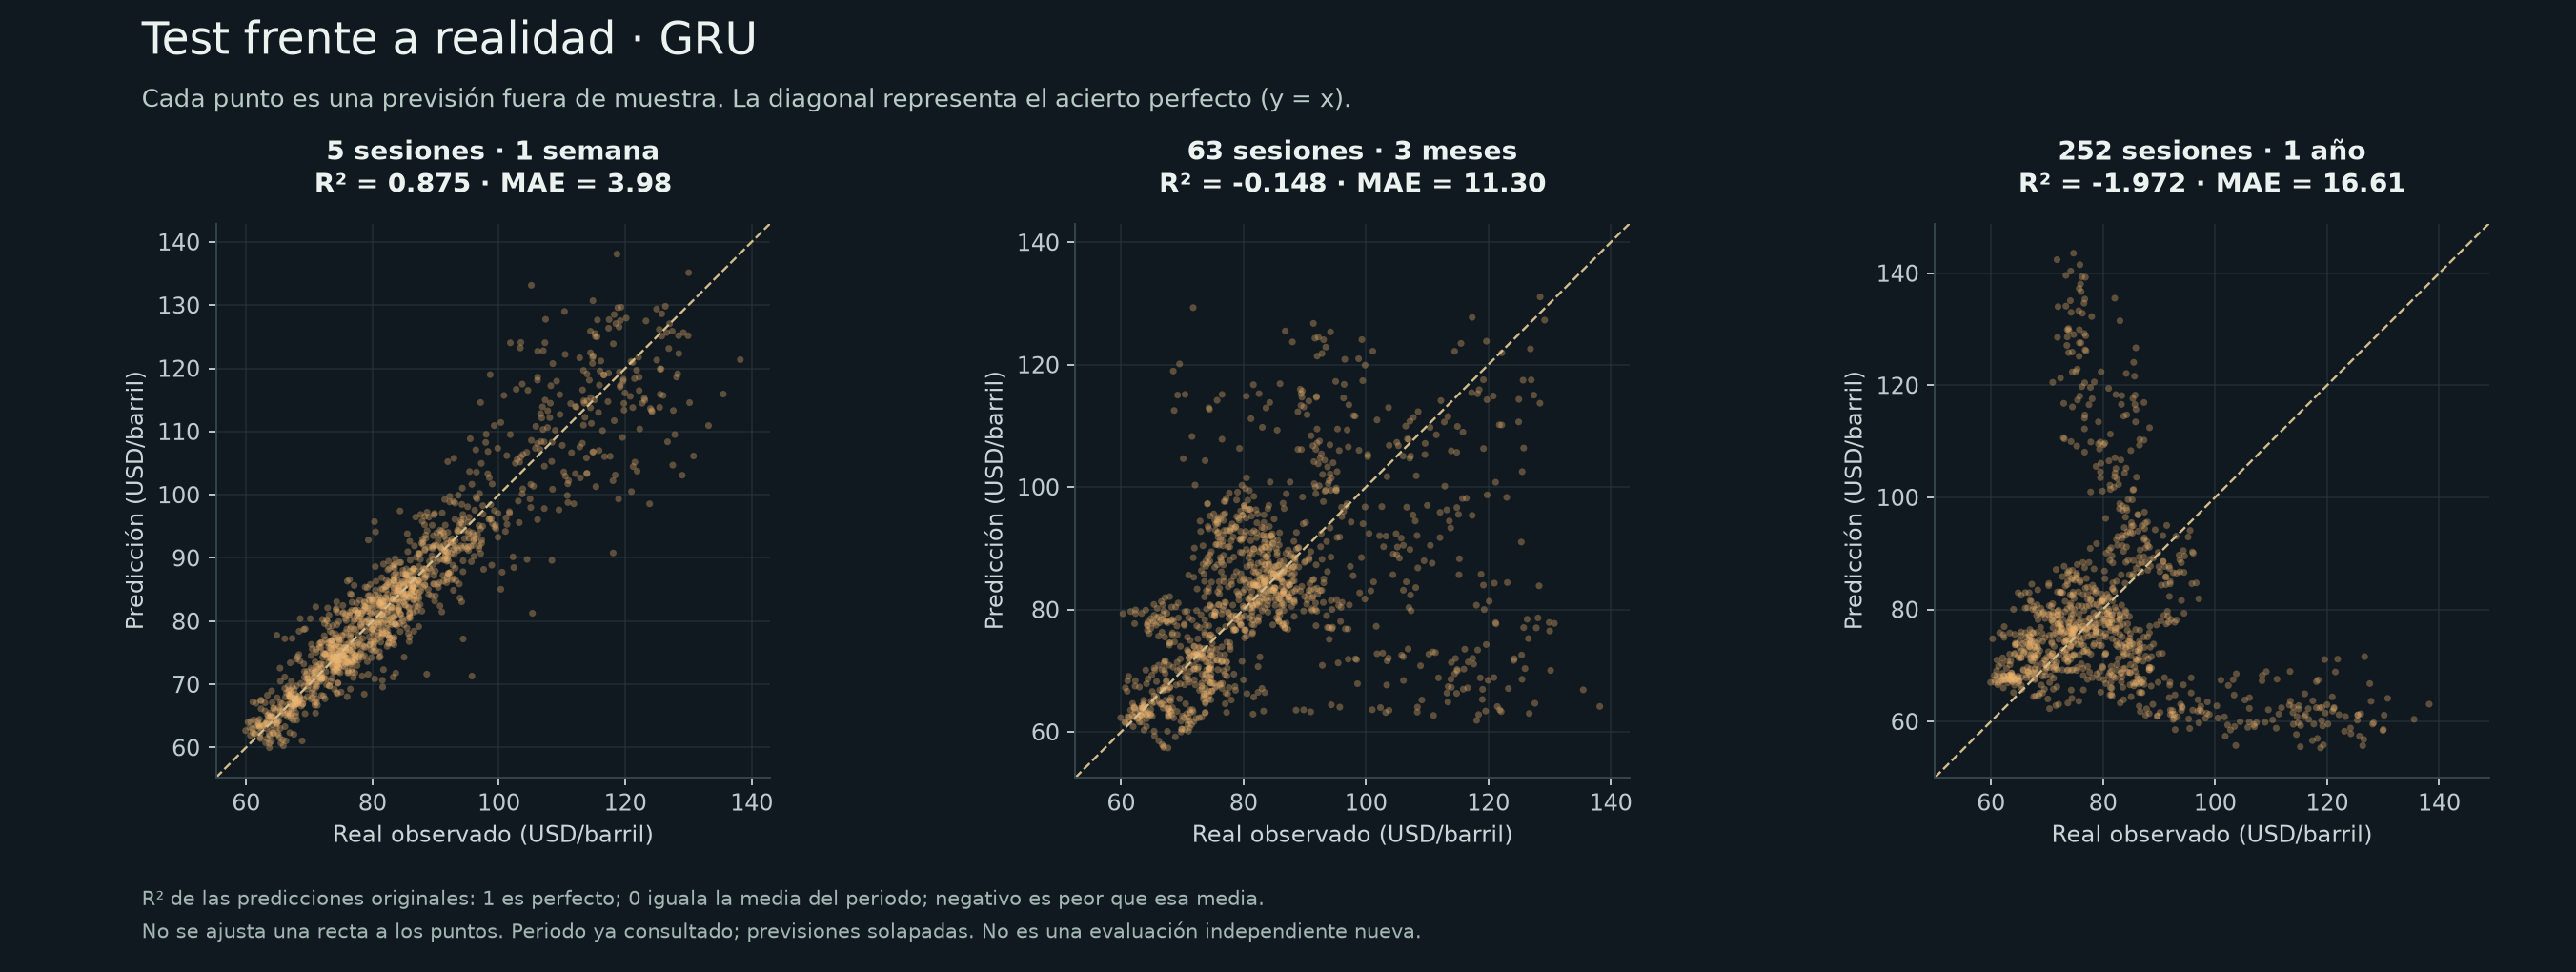 Test frente a realidad · GRU
Cada punto es una previsión fuera de muestra. La diagonal representa el acierto perfecto (y = x).
5 sesiones · 1 semana
R² = 0.875 · MAE = 3.98
140
130
120
110
100
90
80
70
60
Predicción (USD/barril)
60 80 100 120 140
Real observado (USD/barril)
63 sesiones · 3 meses
R² = -0.148 · MAE = 11.30
140
120
100
80
60
Predicción (USD/barril)
60 80 100 120 140
Real observado (USD/barril)
252 sesiones · 1 año
R² = -1.972 · MAE = 16.61
140
120
100
80
60
Predicción (USD/barril)
60 80 100 120 140
Real observado (USD/barril)
R² de las predicciones originales: 1 es perfecto; 0 iguala la media del periodo; negativo es peor que esa media.
No se ajusta una recta a los puntos. Periodo ya consultado; previsiones solapadas. No es una evaluación independiente nueva.